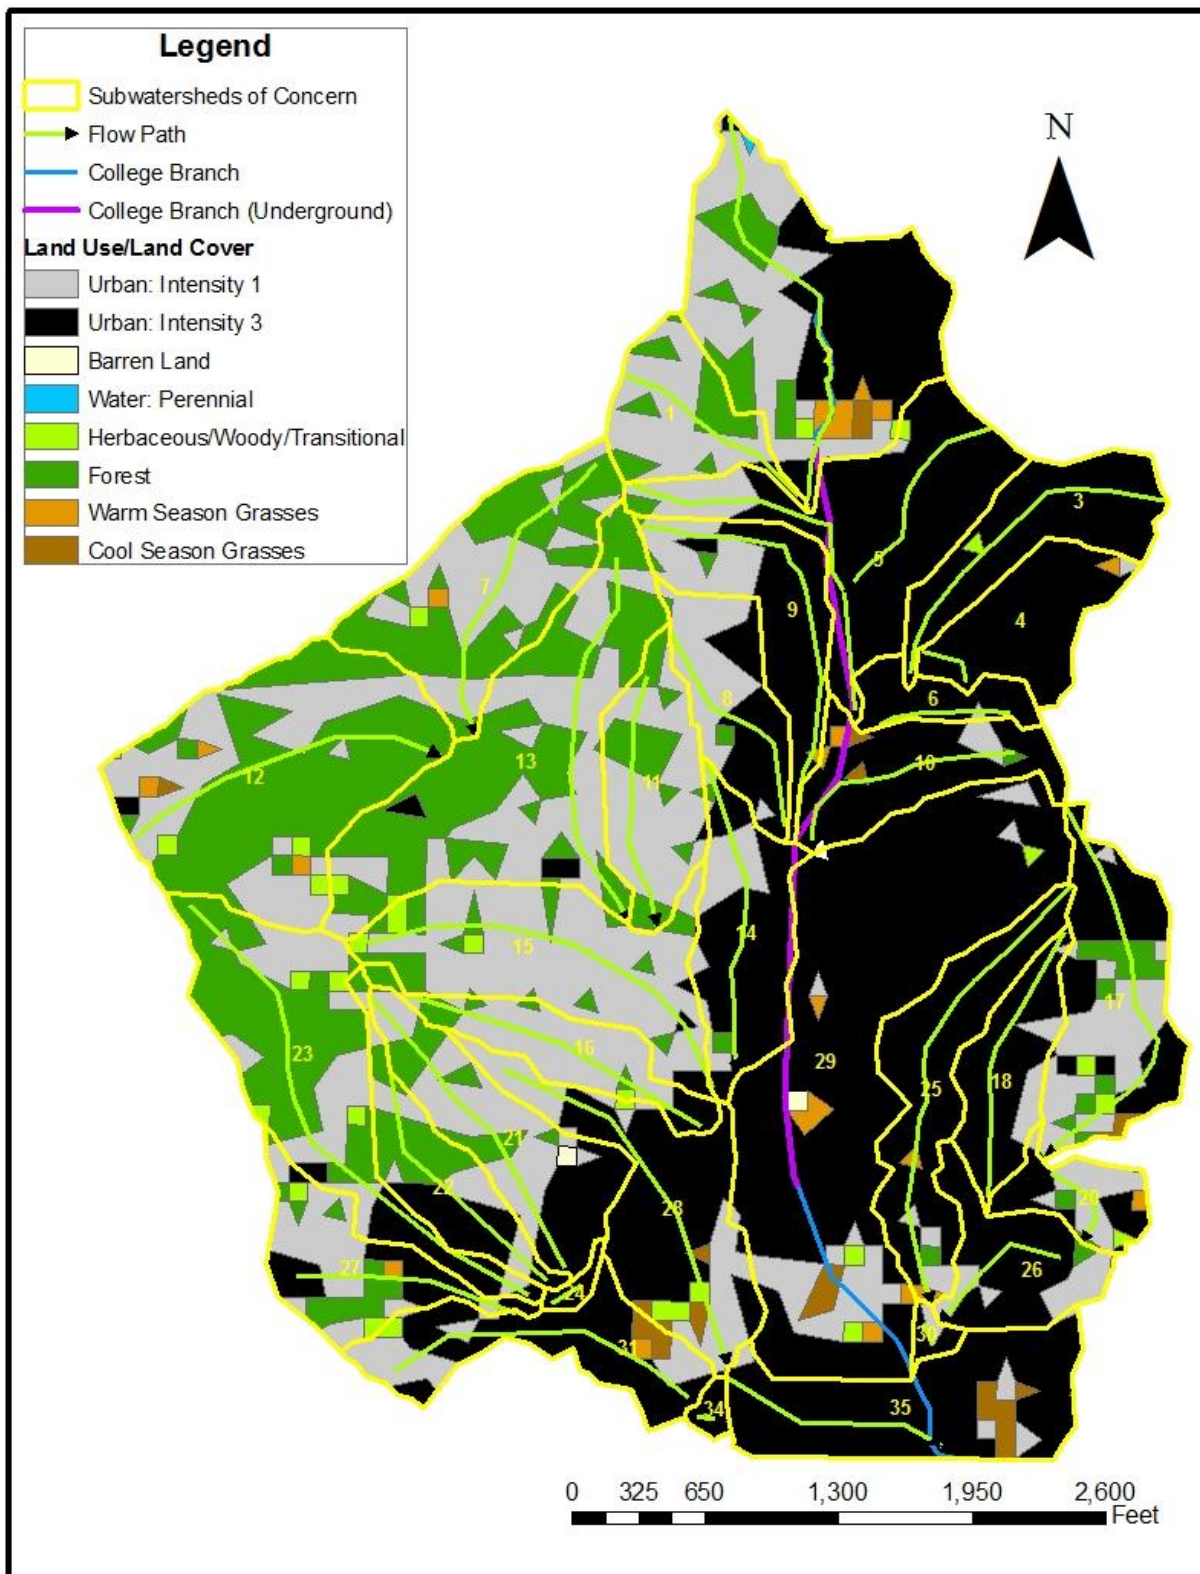 Legend
Subwatersheds of Concern
Flow Path
College Branch
College Branch (Underground)
Land Use/Land Cover
Urban: Intensity 1
Urban: Intensity 3
Barren Land
Water: Perennial
Herbaceous/Woody/Transitional
Forest
Warm Season Grasses
Cool Season Grasses
N
1
3
5
7
9
4
8
6
13
10
12
11
14
15
17
16
23
29
25
18
21
22
28
20
26
27
24
30
31
34
35
0 325 650 1,300 1,950 2,600
Feet